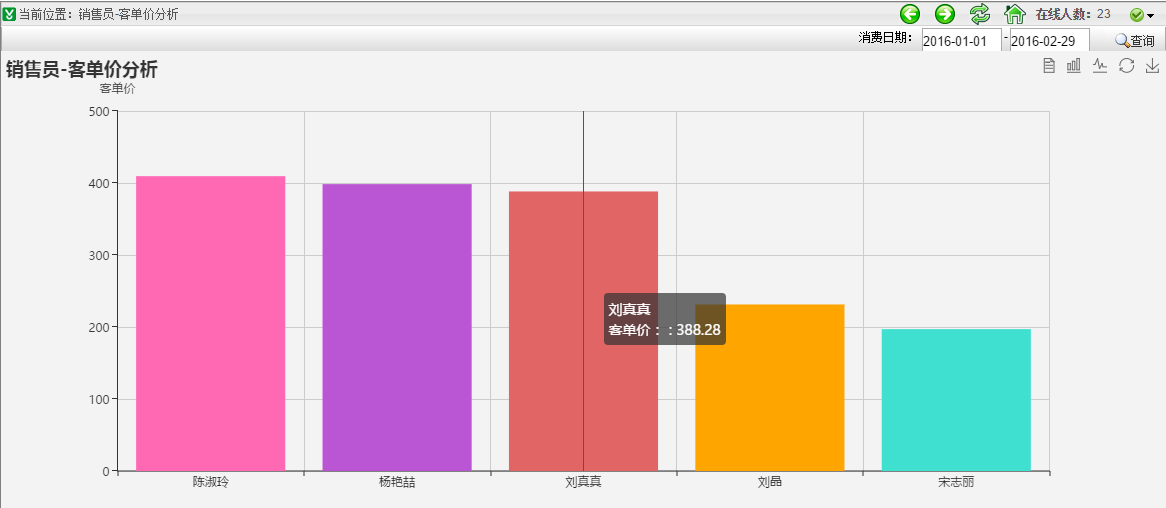 当前位置：销售员-客单价分析 在线人数：23
消费日期： 2016-01-01 - 2016-02-29 查询
销售员-客单价分析
客单价
500
400
300
200
100
0
刘真真
客单价：: 388.28
陈淑玲 杨艳喆 刘真真 刘喦 宋志丽